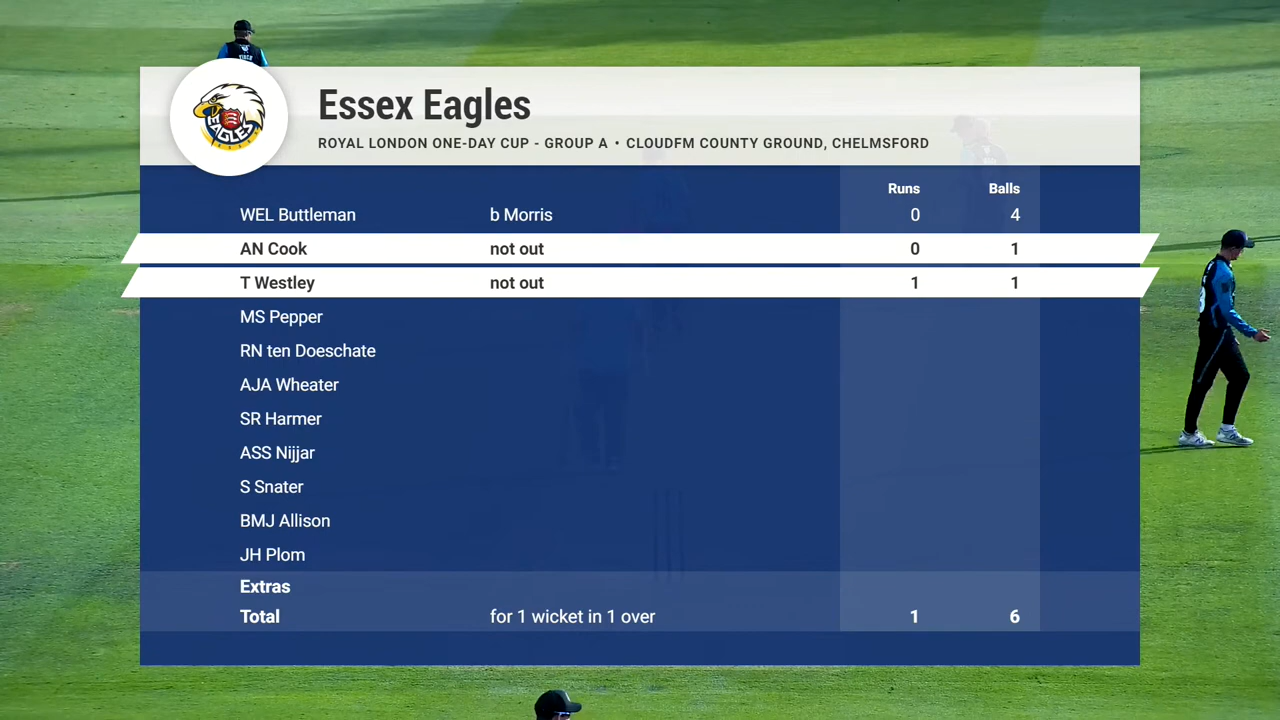 Essex Eagles
ROYAL LONDON ONE-DAY CUP - GROUP A • CLOUDFM COUNTY GROUND, CHELMSFORD
EAGLES
Runs Balls
WEL Buttleman b Morris 0 4
AN Cook not out 0 1
T Westley not out 1 1
MS Pepper
RN ten Doeschate
AJA Wheater
SR Harmer
ASS Nijjar
S Snater
BMJ Allison
JH Plom
Extras
Total for 1 wicket in 1 over 1 6